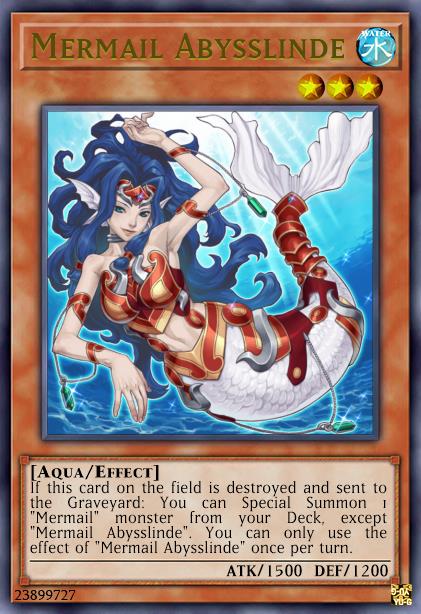 Mermail Abysslinde
WATER
水
[Aqua/Effect]
If this card on the field is destroyed and sent to
the Graveyard: You can Special Summon 1
"Mermail" monster from your Deck, except
"Mermail Abysslinde". You can only use the
effect of "Mermail Abysslinde" once per turn.
ATK/1500 DEF/1200
23899727